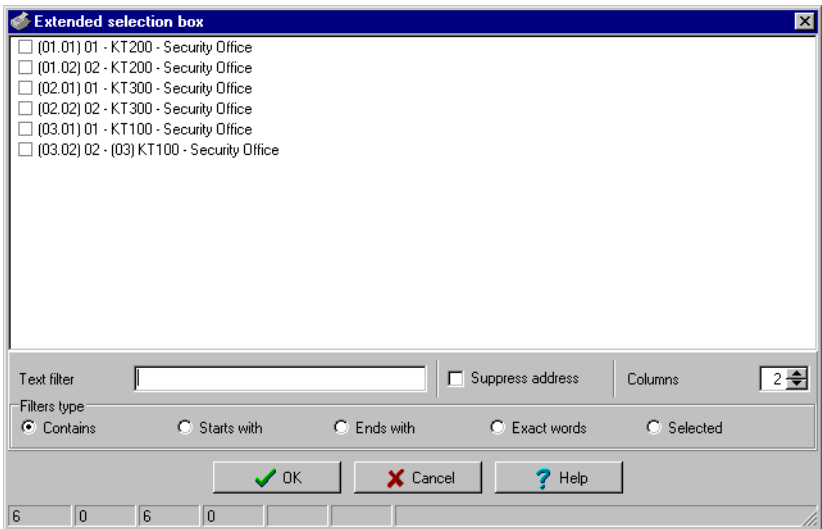 Extended selection box
(01.01) 01 - KT200 - Security Office
(01.02) 02 - KT200 - Security Office
(02.01) 01 - KT300 - Security Office
(02.02) 02 - KT300 - Security Office
(03.01) 01 - KT100 - Security Office
(03.02) 02 - (03) KT100 - Security Office
Text filter Suppress address Columns 2
Filters type
Contains Starts with Ends with Exact words Selected
OK Cancel ? Help
6 0 6 0